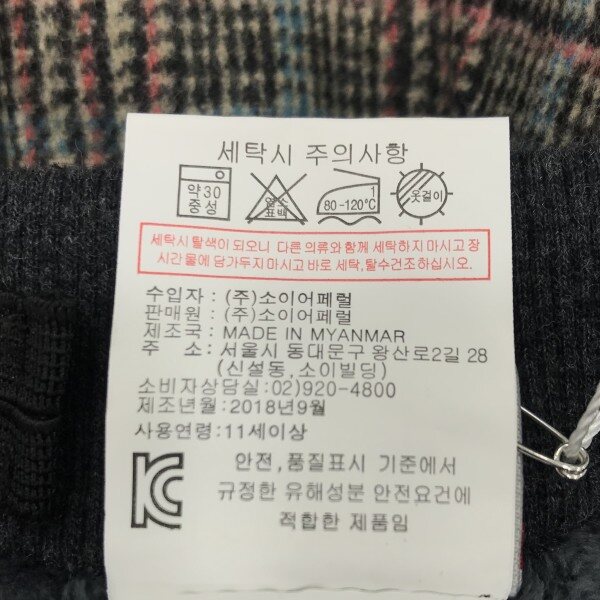 세탁시 주의사항
약 30
중성
염소
표백
1
80-120℃
옷걸이
세탁시 탈색이 되오니 다른 의류와 함께 세탁하지 마시고 장
시간 물에 담가두지 마시고 바로 세탁,탈수건조하십시오.
수입자 : (주)소이어페럴
판매원 : (주)소이어페럴
제조국 : MADE IN MYANMAR
주 소 : 서울시 동대문구 왕산로2길 28
(신설동,소이빌딩)
소비자상담실:02)920-4800
제조년월:2018년9월
사용연령:11세이상
안전,품질표시 기준에서
규정한 유해성분 안전요건에
적합한 제품임